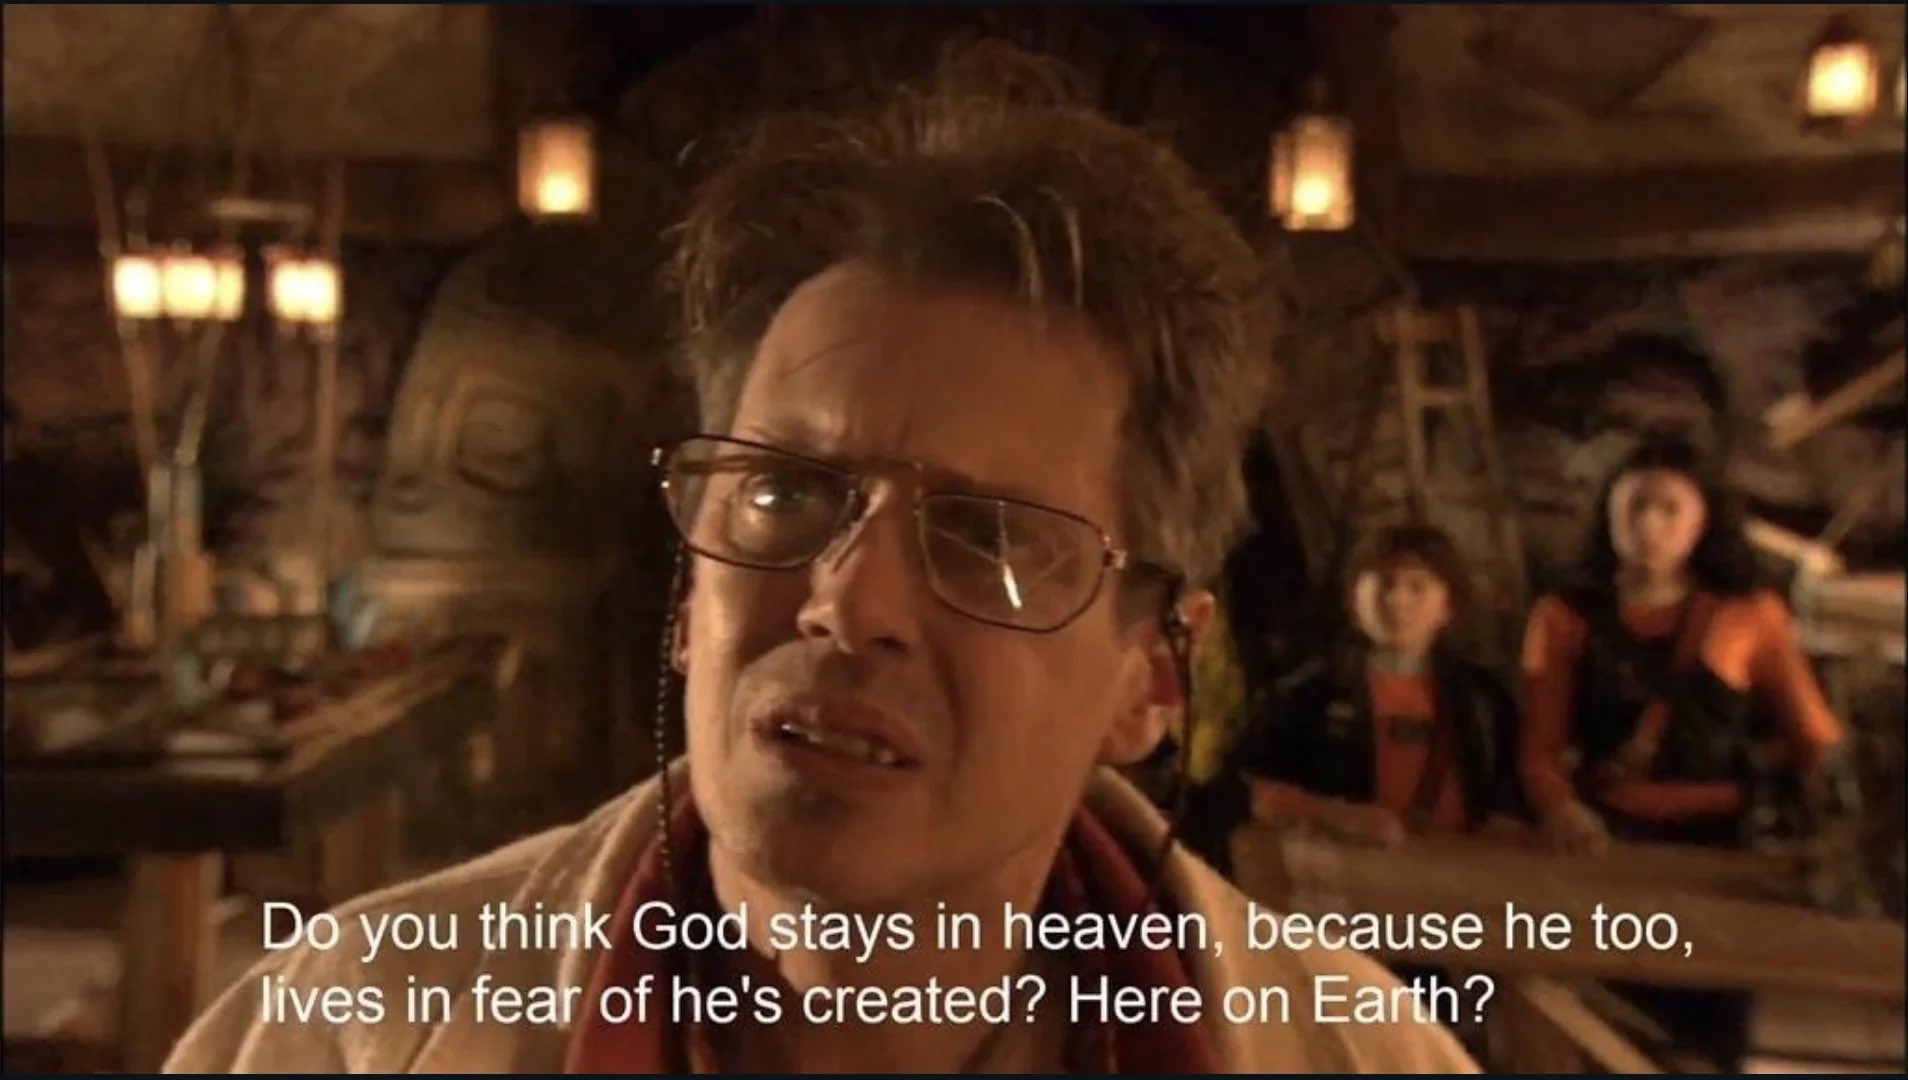 Do you think God stays in heaven, because he too,
lives in fear of he's created? Here on Earth?